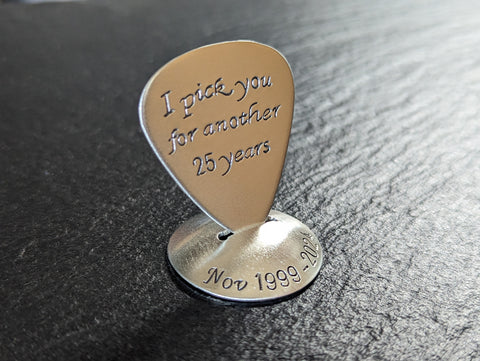 I pick you
for another
25 years
Nov 1999 -